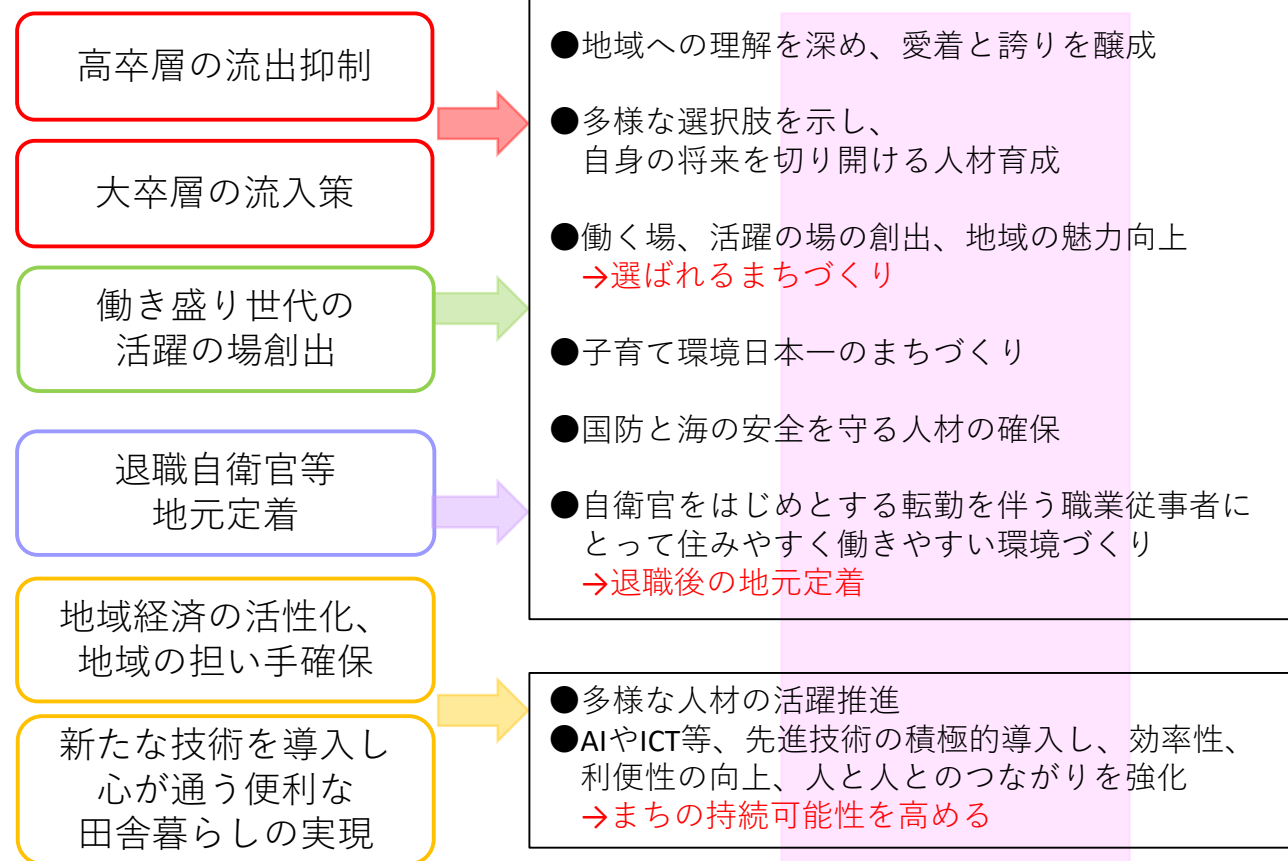 高卒層の流出抑制
大卒層の流入策
働き盛り世代の
活躍の場創出
退職自衛官等
地元定着
地域経済の活性化、
地域の担い手確保
新たな技術を導入し
心が通う便利な
田舎暮らしの実現
●地域への理解を深め、愛着と誇りを醸成
●多様な選択肢を示し、
自身の将来を切り開ける人材育成
●働く場、活躍の場の創出、地域の魅力向上
→選ばれるまちづくり
●子育て環境日本一のまちづくり
●国防と海の安全を守る人材の確保
●自衛官をはじめとする転勤を伴う職業従事者に
とって住みやすく働きやすい環境づくり
→退職後の地元定着
●多様な人材の活躍推進
●AIやICT等、先進技術の積極的導入し、効率性、
利便性の向上、人と人とのつながりを強化
→まちの持続可能性を高める